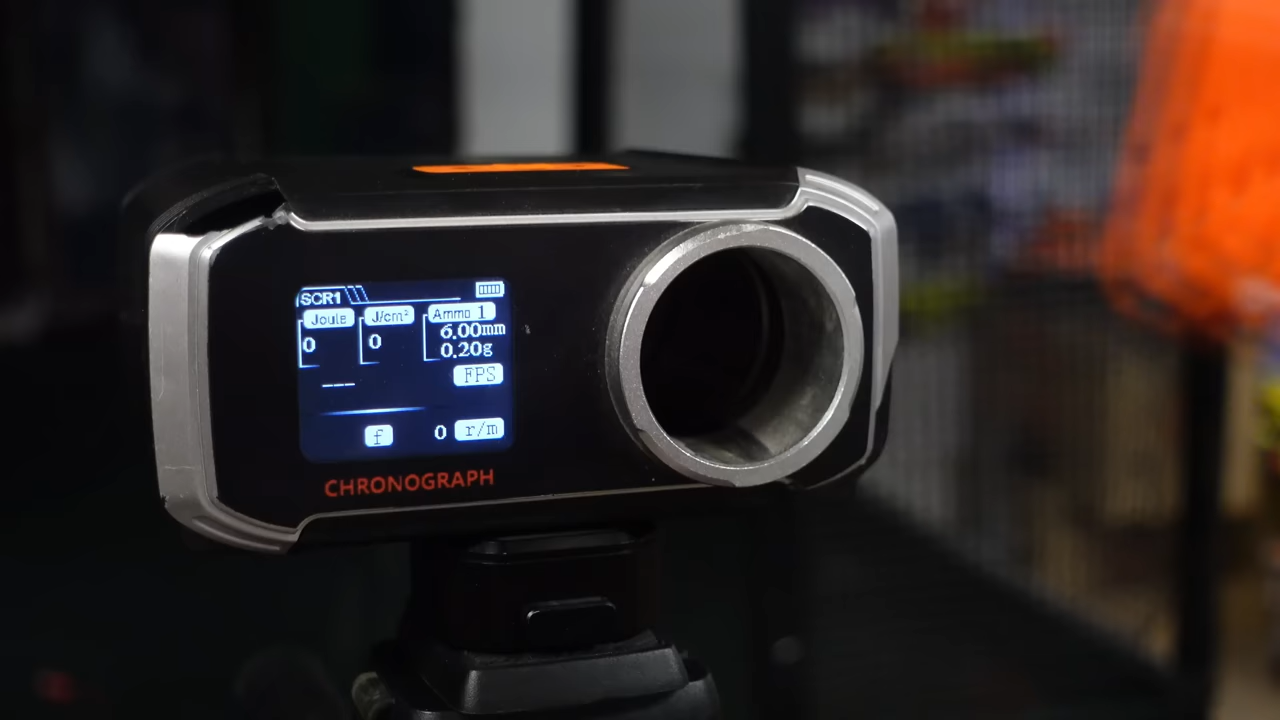 SCR1
Joule J/cm² Ammo 1
0 0 6.00mm
0.20g
--- FPS
f 0 r/m
CHRONOGRAPH